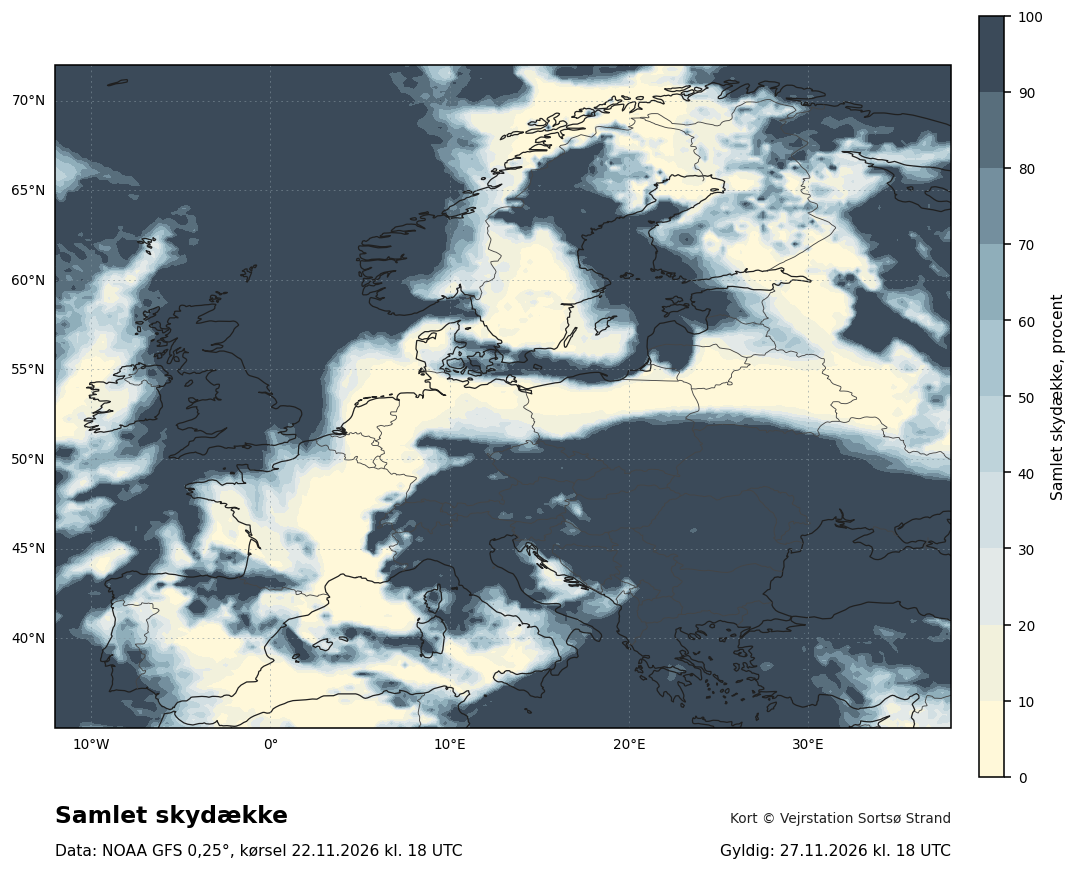 100
90
80
70
60
50
40
30
20
10
0
Samlet skydække, procent
70°N
65°N
60°N
55°N
50°N
45°N
40°N
10°W
0°
10°E
20°E
30°E
Samlet skydække
Kort © Vejrstation Sortsø Strand
Data: NOAA GFS 0,25°, kørsel 22.11.2026 kl. 18 UTC
Gyldig: 27.11.2026 kl. 18 UTC